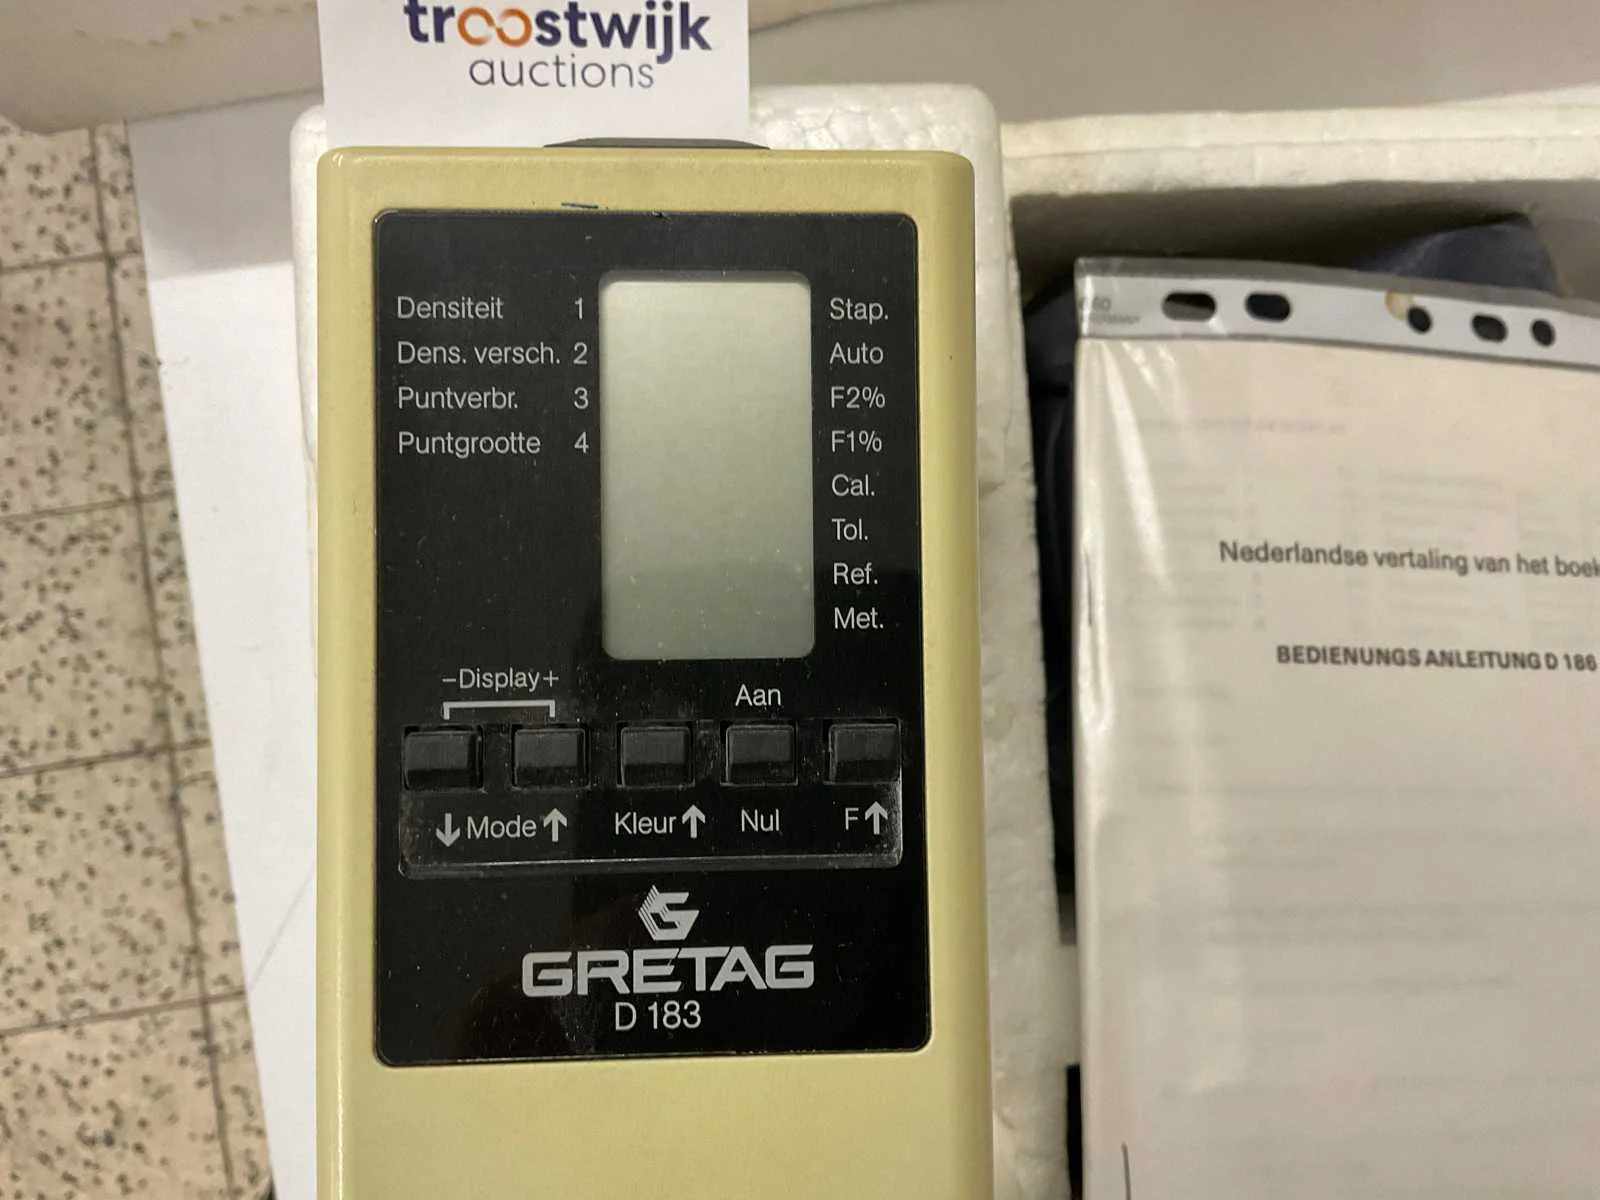 troostwijk
auctions
Densiteit 1
Dens. versch. 2
Puntverbr. 3
Puntgrootte 4
Stap.
Auto
F2%
F1%
Cal.
Tol.
Ref.
Met.
–Display+
Aan
↓ Mode ↑
Kleur ↑
Nul
F ↑
GRETAG
D 183
Nederlandse vertaling van het boek
BEDIENUNGS ANLEITUNG D 186